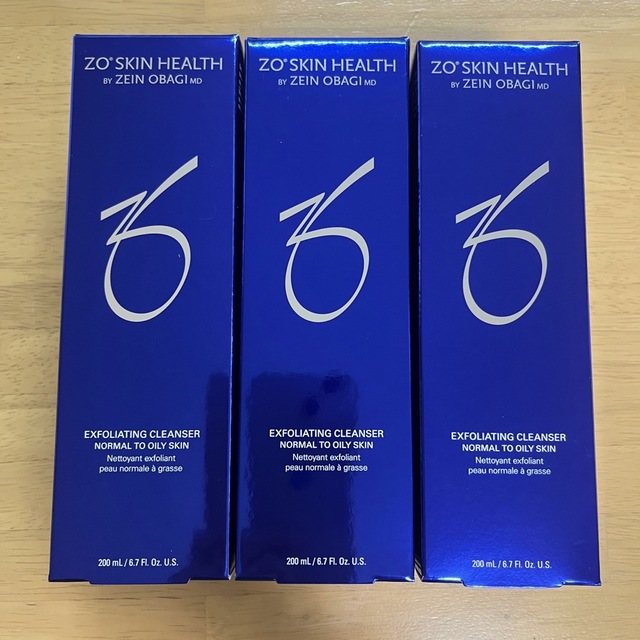 ZO® SKIN HEALTH
BY ZEIN OBAGI MD
EXFOLIATING CLEANSER
NORMAL TO OILY SKIN
Nettoyant exfoliant
peau normale à grasse
200 mL / 6.7 Fl. Oz. U.S.
ZO® SKIN HEALTH
BY ZEIN OBAGI MD
EXFOLIATING CLEANSER
NORMAL TO OILY SKIN
Nettoyant exfoliant
peau normale à grasse
200 mL / 6.7 Fl. Oz. U.S.
ZO® SKIN HEALTH
BY ZEIN OBAGI MD
EXFOLIATING CLEANSER
NORMAL TO OILY SKIN
Nettoyant exfoliant
peau normale à grasse
200 mL / 6.7 Fl. Oz. U.S.